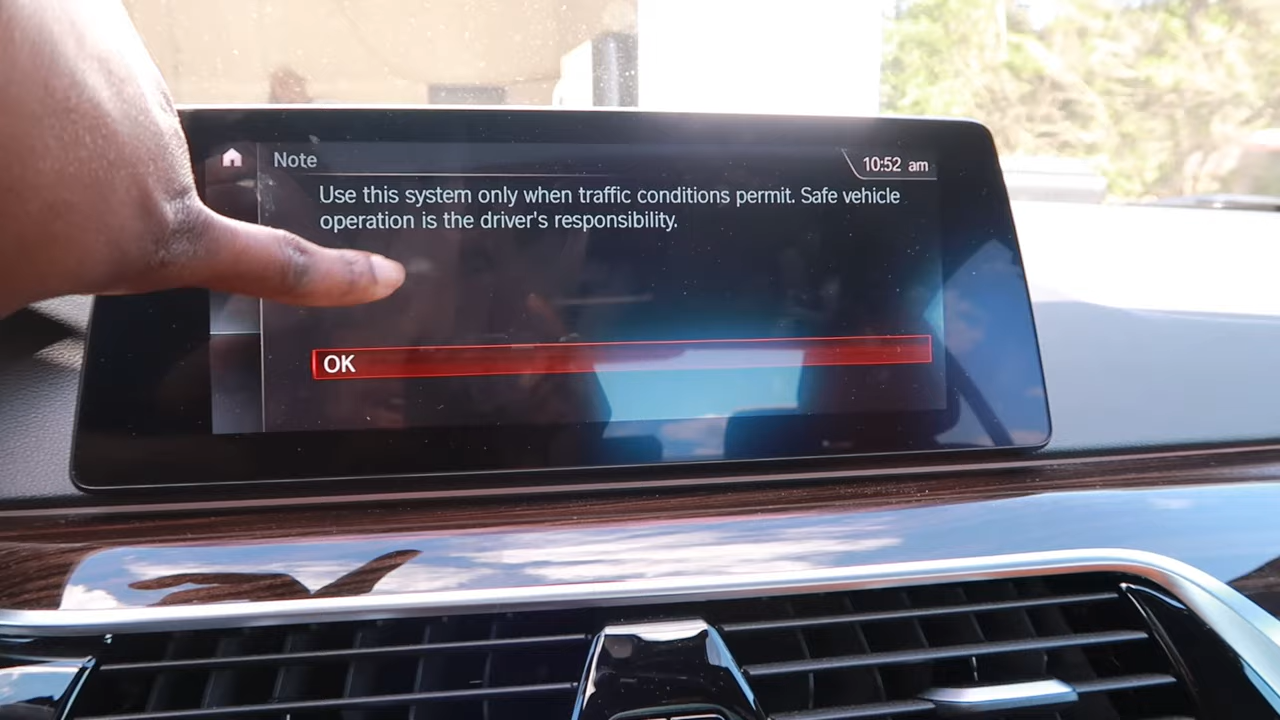 Note
10:52 am
Use this system only when traffic conditions permit. Safe vehicle
operation is the driver's responsibility.
OK